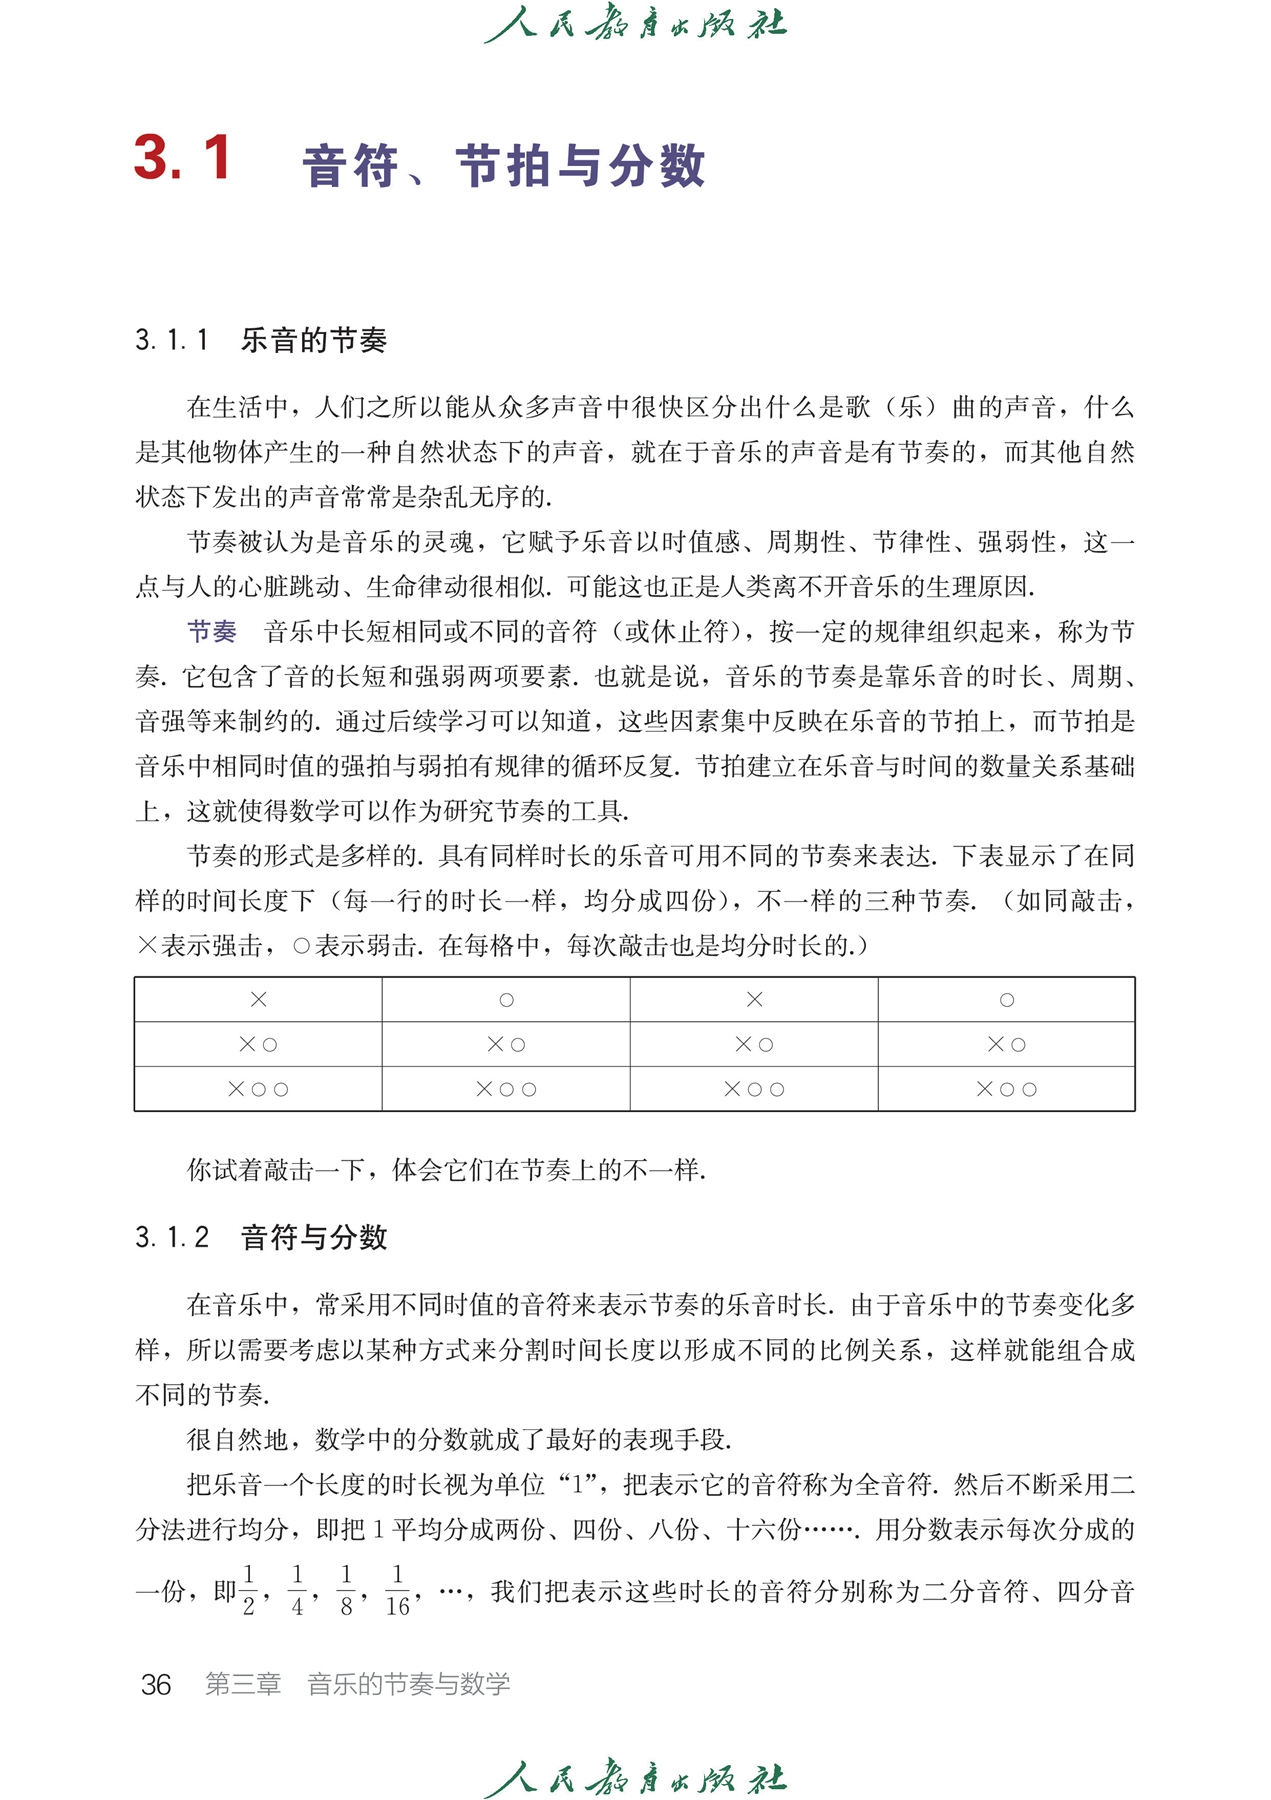 人民教育出版社
3.1 音符、节拍与分数
3.1.1 乐音的节奏
在生活中，人们之所以能从众多声音中很快区分出什么是歌（乐）曲的声音，什么
是其他物体产生的一种自然状态下的声音，就在于音乐的声音是有节奏的，而其他自然
状态下发出的声音常常是杂乱无序的.
节奏被认为是音乐的灵魂，它赋予乐音以时值感、周期性、节律性、强弱性，这一
点与人的心脏跳动、生命律动很相似. 可能这也正是人类离不开音乐的生理原因.
节奏 音乐中长短相同或不同的音符（或休止符），按一定的规律组织起来，称为节
奏. 它包含了音的长短和强弱两项要素. 也就是说，音乐的节奏是靠乐音的时长、周期、
音强等来制约的. 通过后续学习可以知道，这些因素集中反映在乐音的节拍上，而节拍是
音乐中相同时值的强拍与弱拍有规律的循环反复. 节拍建立在乐音与时间的数量关系基础
上，这就使得数学可以作为研究节奏的工具.
节奏的形式是多样的. 具有同样时长的乐音可用不同的节奏来表达. 下表显示了在同
样的时间长度下（每一行的时长一样，均分成四份），不一样的三种节奏. （如同敲击，
×表示强击，○表示弱击. 在每格中，每次敲击也是均分时长的.）
× ○ × ○
×○ ×○ ×○ ×○
×○○ ×○○ ×○○ ×○○
你试着敲击一下，体会它们在节奏上的不一样.
3.1.2 音符与分数
在音乐中，常采用不同时值的音符来表示节奏的乐音时长. 由于音乐中的节奏变化多
样，所以需要考虑以某种方式来分割时间长度以形成不同的比例关系，这样就能组合成
不同的节奏.
很自然地，数学中的分数就成了最好的表现手段.
把乐音一个长度的时长视为单位“1”，把表示它的音符称为全音符. 然后不断采用二
分法进行均分，即把1平均分成两份、四份、八份、十六份……. 用分数表示每次分成的
一份，即1/2，1/4，1/8，1/16，…，我们把表示这些时长的音符分别称为二分音符、四分音
36 第三章 音乐的节奏与数学
人民教育出版社